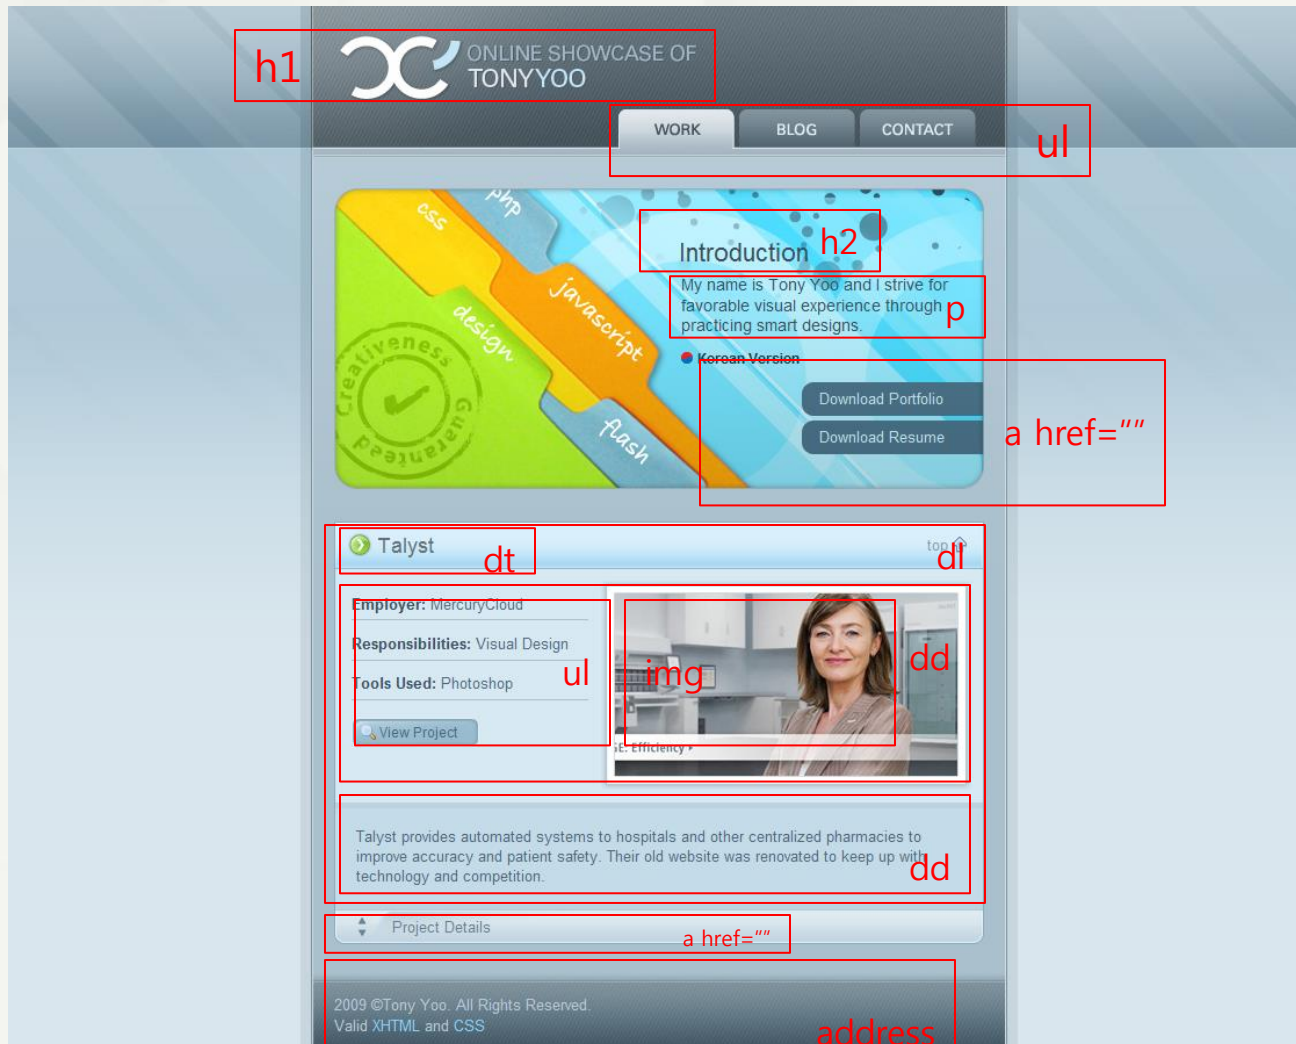 h1
ONLINE SHOWCASE OF
TONYYOO
WORK
BLOG
CONTACT
ul
php
css
javascript
design
flash
Creativeness
Guaranteed
Introduction
h2
My name is Tony Yoo and I strive for
favorable visual experience through
practicing smart designs.
p
Korean Version
Download Portfolio
Download Resume
a href=“”
Talyst
dt
top
dl
Employer: MercuryCloud
Responsibilities: Visual Design
Tools Used: Photoshop
ul
View Project
img
dd
SE: Efficiency
Talyst provides automated systems to hospitals and other centralized pharmacies to
improve accuracy and patient safety. Their old website was renovated to keep up with
technology and competition.
dd
Project Details
a href=“”
2009 ©Tony Yoo. All Rights Reserved.
Valid XHTML and CSS
address